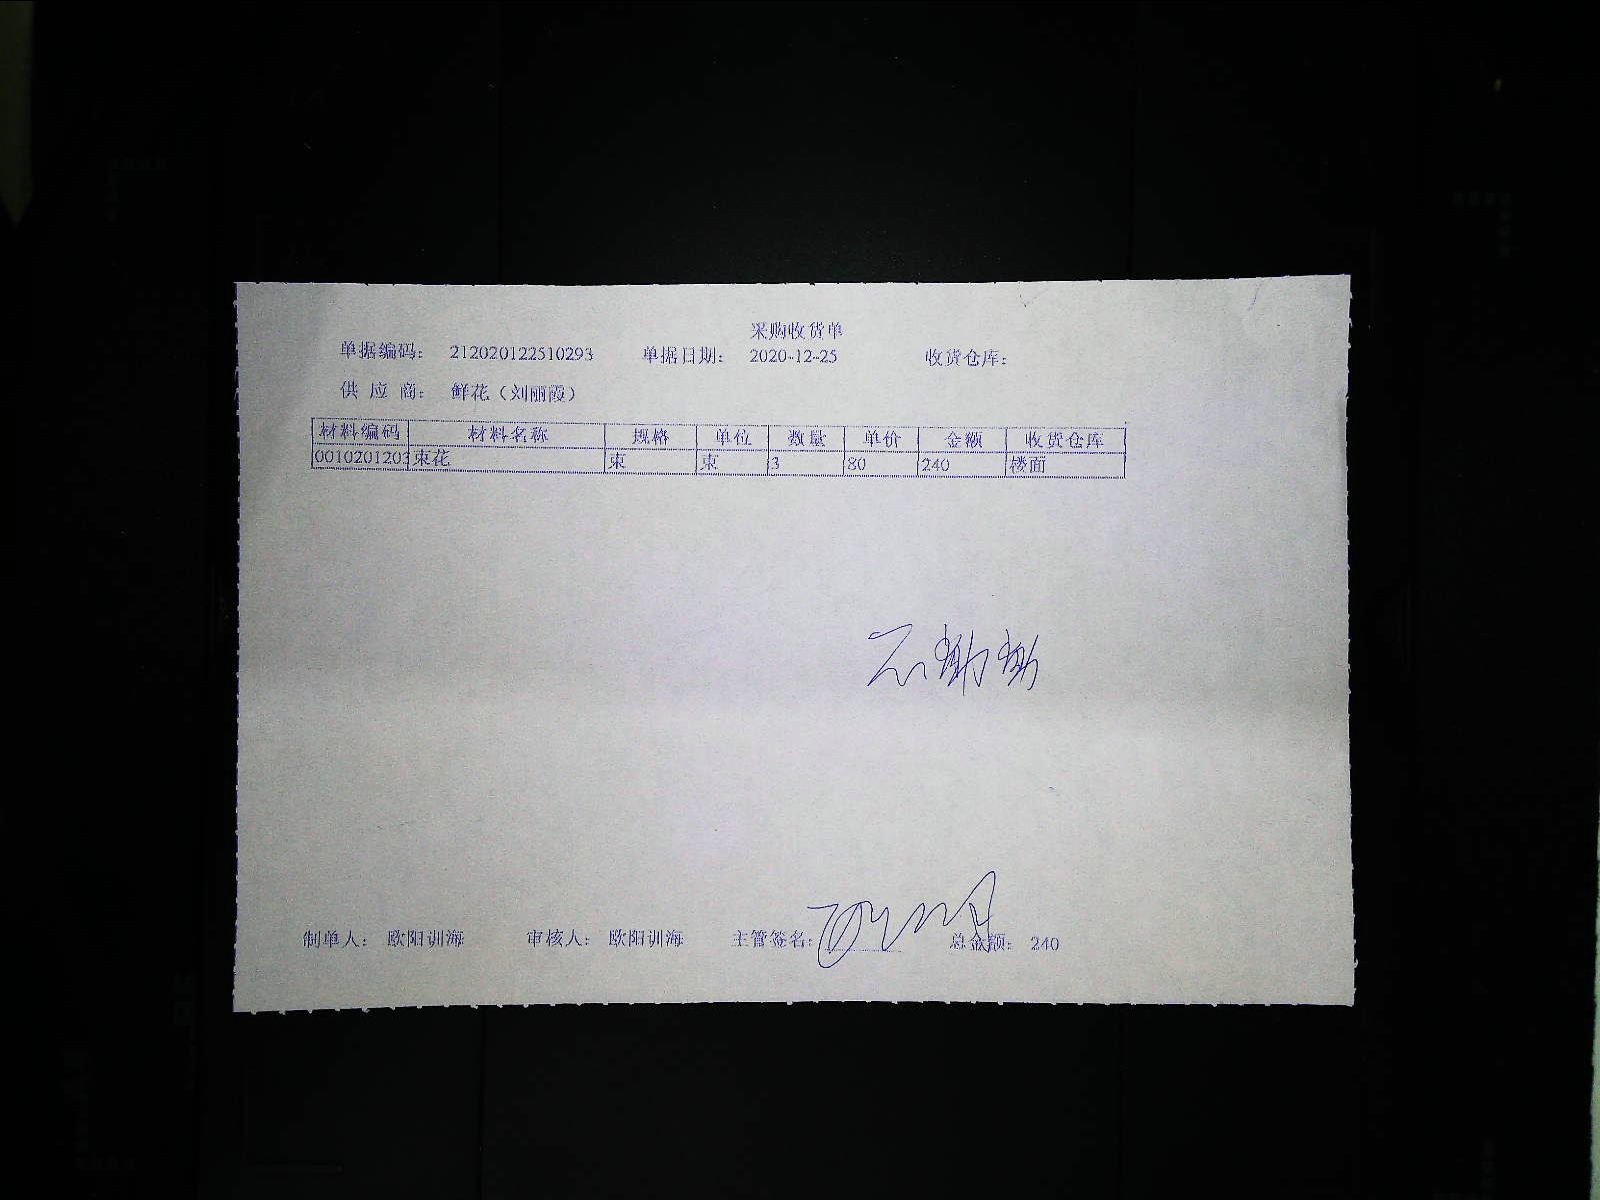 采购收货单
单据编码: 212020122510293 单据日期: 2020-12-25 收货仓库:
供 应 商: 鲜花（刘丽霞）
材料编码 材料名称 规格 单位 数量 单价 金额 收货仓库
0010201203 束花 束 束 3 80 240 楼面
制单人: 欧阳训海 审核人: 欧阳训海 主管签名: 总金额: 240